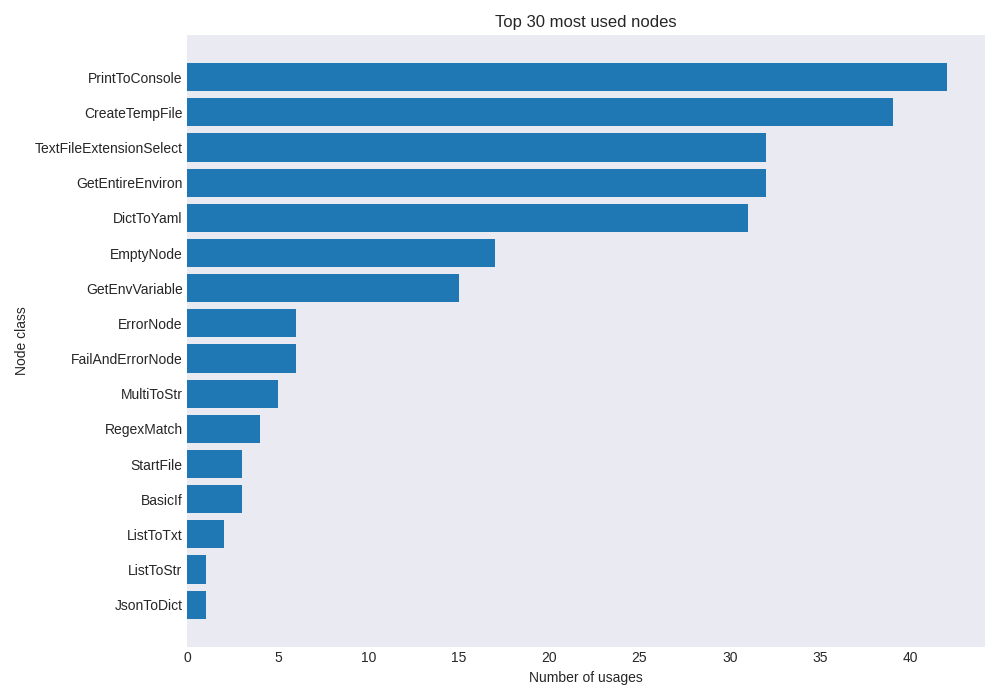 Top 30 most used nodes
Node class
PrintToConsole
CreateTempFile
TextFileExtensionSelect
GetEntireEnviron
DictToYaml
EmptyNode
GetEnvVariable
ErrorNode
FailAndErrorNode
MultiToStr
RegexMatch
StartFile
BasicIf
ListToTxt
ListToStr
JsonToDict
0 5 10 15 20 25 30 35 40
Number of usages